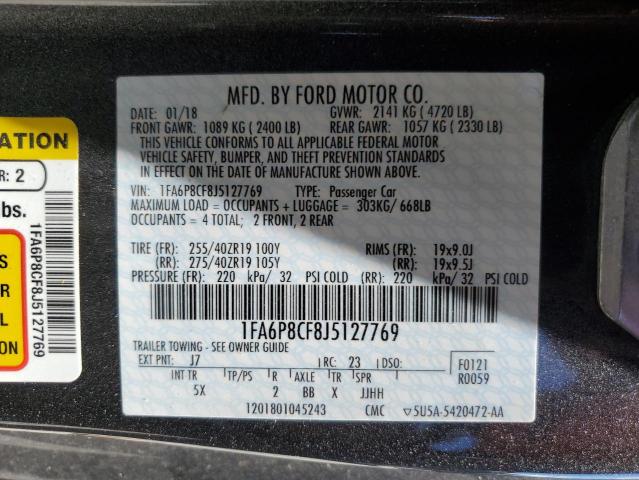 MFD. BY FORD MOTOR CO.
DATE: 01/18 GVWR: 2141 KG ( 4720 LB)
FRONT GAWR: 1089 KG ( 2400 LB) REAR GAWR: 1057 KG ( 2330 LB)
THIS VEHICLE CONFORMS TO ALL APPLICABLE FEDERAL MOTOR
VEHICLE SAFETY, BUMPER, AND THEFT PREVENTION STANDARDS
IN EFFECT ON THE DATE OF MANUFACTURE SHOWN ABOVE.
VIN: 1FA6P8CF8J5127769 TYPE: Passenger Car
MAXIMUM LOAD = OCCUPANTS + LUGGAGE = 303KG/ 668LB
OCCUPANTS = 4 TOTAL; 2 FRONT, 2 REAR
TIRE (FR): 255/40ZR19 100Y RIMS (FR): 19x9.0J
(RR): 275/40ZR19 105Y (RR): 19x9.5J
PRESSURE (FR): 220 kPa/ 32 PSI COLD (RR): 220 kPa/ 32 PSI COLD
1FA6P8CF8J5127769
TRAILER TOWING - SEE OWNER GUIDE
EXT PNT: J7 RC: 23 DSO: F0121
R0059
INT TR TP/PS R AXLE TR SPR
5X 2 BB X JJHH
1201801045243 CMC ▽5U5A-5420472-AA
ATION
R: 2
bs.
1FA6P8CF8J5127769
S
R
L
ON